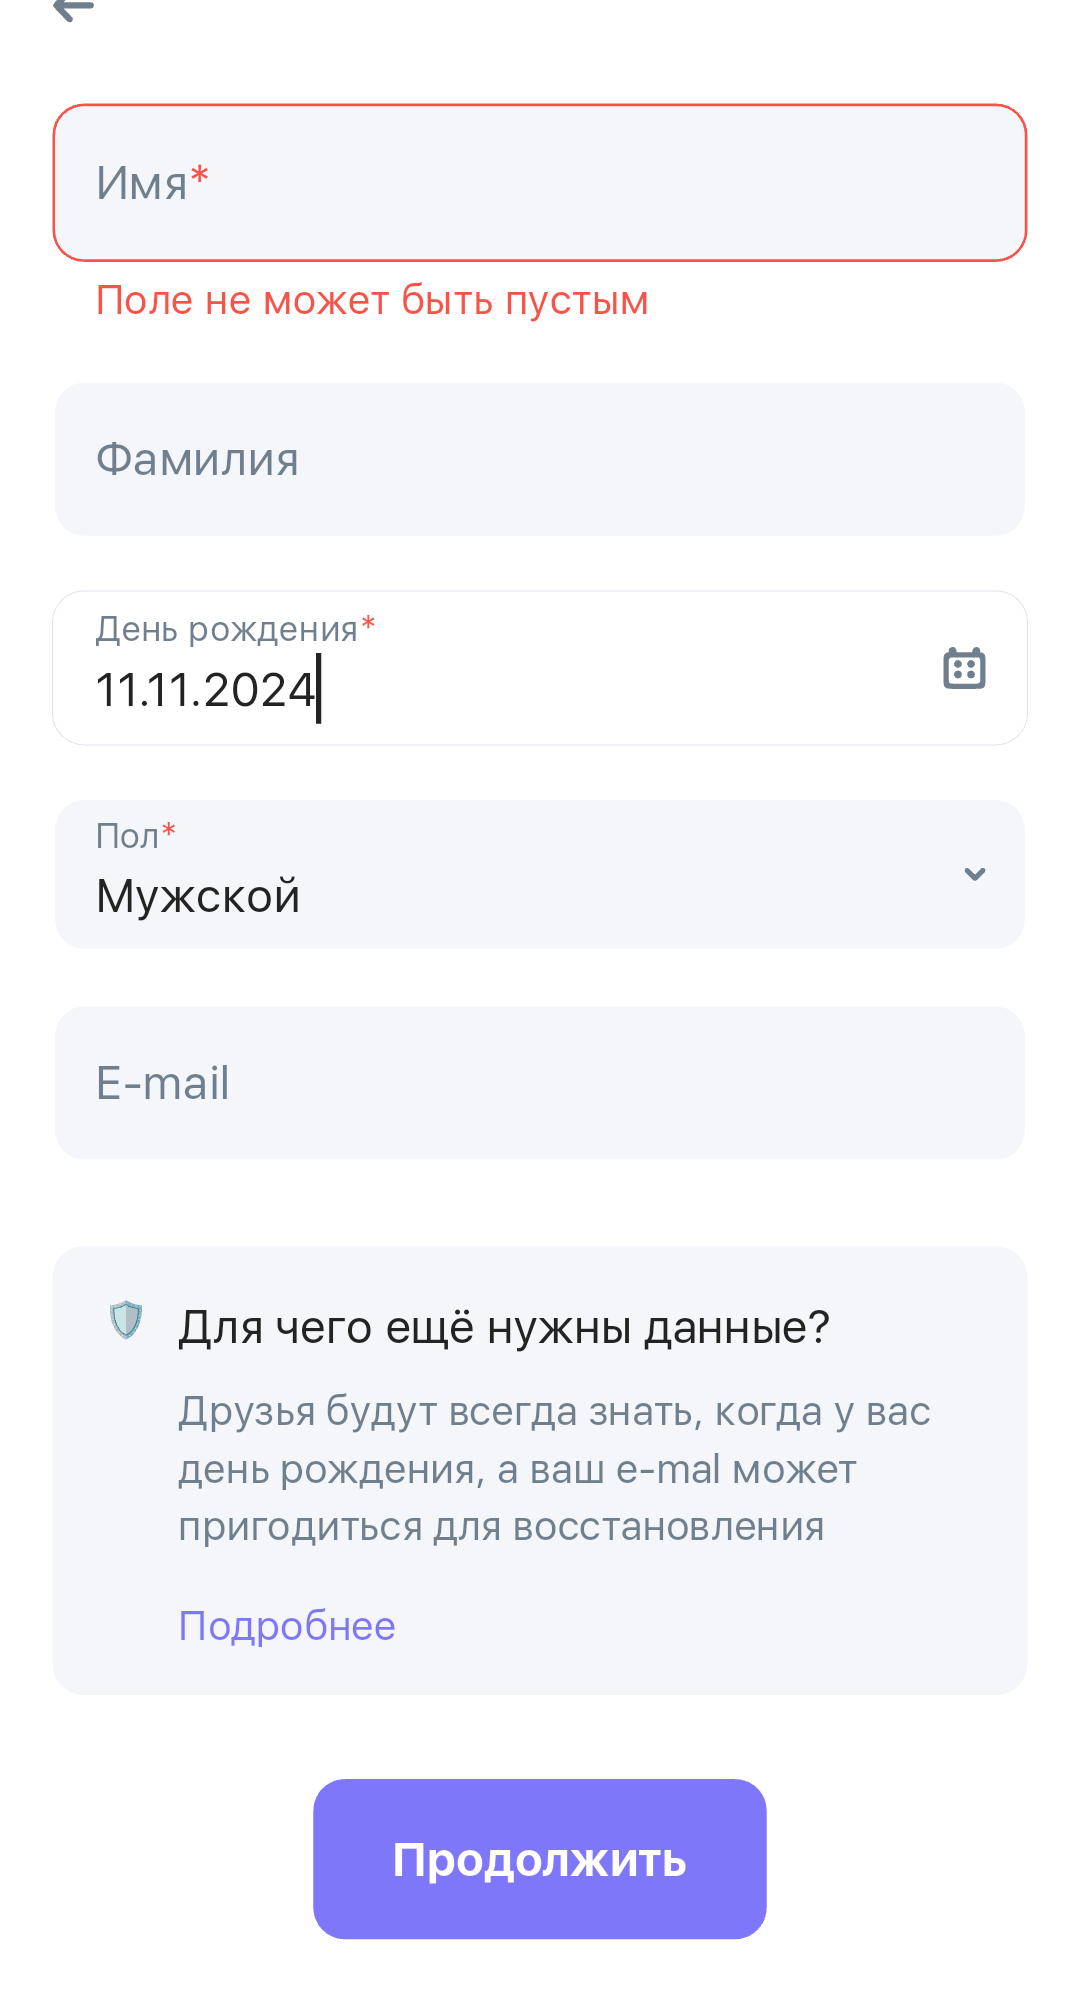 Имя*
Поле не может быть пустым
Фамилия
День рождения*
11.11.2024
Пол*
Мужской
E-mail
Для чего ещё нужны данные?
Друзья будут всегда знать, когда у вас
день рождения, а ваш e-mal может
пригодиться для восстановления
Подробнее
Продолжить